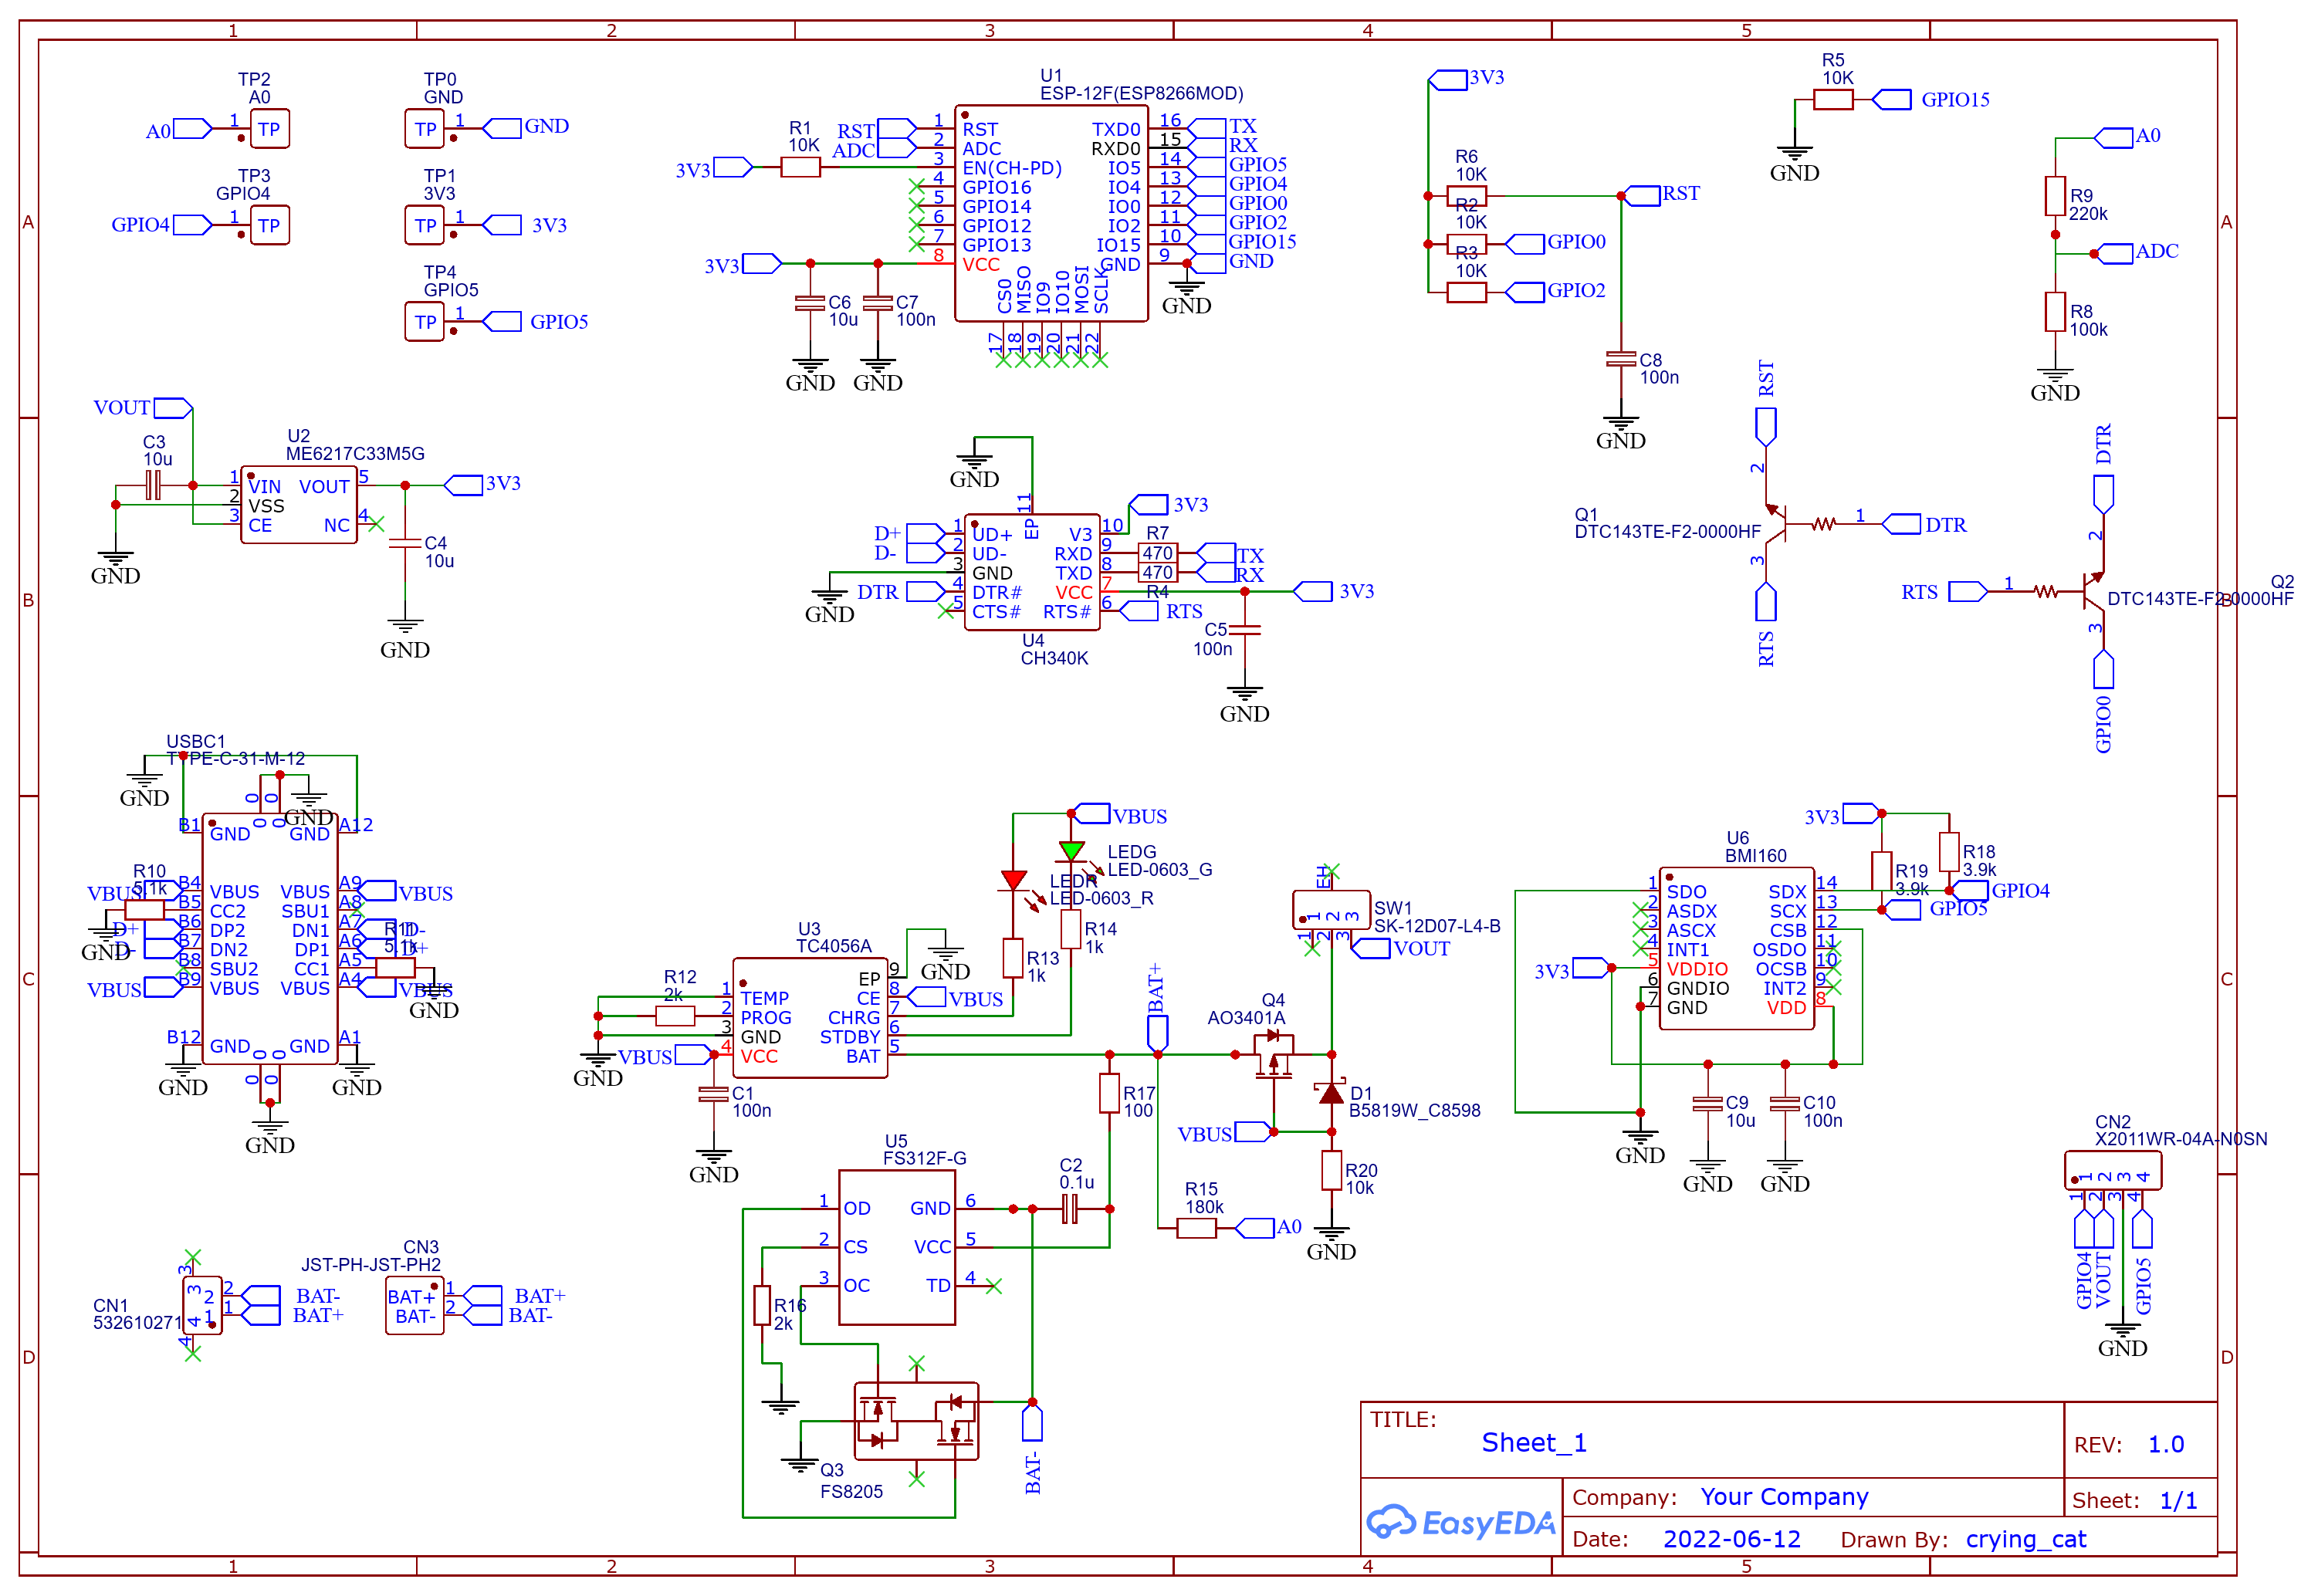 1 2 3 4 5
A
B
C
D
TP2
A0
A0 1 TP
TP0
GND
TP 1 GND
TP3
GPIO4
GPIO4 1 TP
TP1
3V3
TP 1 3V3
TP4
GPIO5
TP 1 GPIO5
U1
ESP-12F(ESP8266MOD)
R1
10K
3V3
RST 1 RST
ADC 2 ADC
3 EN(CH-PD)
4 GPIO16
5 GPIO14
6 GPIO12
7 GPIO13
3V3 8 VCC
TXD0 16 TX
RXD0 15 RX
IO5 14 GPIO5
IO4 13 GPIO4
IO0 12 GPIO0
IO2 11 GPIO2
IO15 10 GPIO15
GND 9 GND
GND
CS0 MISO IO9 IO10 MOSI SCLK
17 18 19 20 21 22
C6
10u
C7
100n
GND GND
3V3
R6
10K
RST
R2
10K
GPIO0
R3
10K
GPIO2
C8
100n
GND
R5
10K
GPIO15
GND
A0
R9
220k
ADC
R8
100k
GND
VOUT
C3
10u
U2
ME6217C33M5G
1 VIN
2 VSS
3 CE
VOUT 5 3V3
NC 4
C4
10u
GND
GND
GND
11
EP
D+ 1 UD+
D- 2 UD-
3 GND
DTR 4 DTR#
5 CTS#
V3 10 3V3
RXD 9 470 TX
TXD 8 470 RX
VCC 7 3V3
RTS# 6 RTS
R7
R4
U4
CH340K
GND
C5
100n
GND
RST
2
Q1
DTC143TE-F2-0000HF
1 DTR
3
RTS
DTR
2
RTS 1
Q2
DTC143TE-F2-0000HF
3
GPIO0
USBC1
TYPE-C-31-M-12
GND
GND
0 0
0 0
B1 GND GND A12
R10
5.1k
VBUS B4 VBUS VBUS A9 VBUS
B5 CC2 SBU1 A8
D+ B6 DP2 DN1 A7 D-
D- B7 DN2 DP1 A6 D+
B8 SBU2 CC1 A5
VBUS B9 VBUS VBUS A4 VBUS
R11
5.1k
GND
GND
B12 GND GND A1
0 0
0 0
GND GND
GND
VBUS
LEDG
LED-0603_G
LEDR
LED-0603_R
R14
1k
R13
1k
U3
TC4056A
R12
2k
1 TEMP
2 PROG
3 GND
VBUS 4 VCC
EP 9
CE 8 VBUS
CHRG 7
STDBY 6
BAT 5
GND
GND
C1
100n
GND
BAT+
R17
100
EH
1 2 3
1 2 3
SW1
SK-12D07-L4-B
VOUT
Q4
AO3401A
D1
B5819W_C8598
VBUS
R20
10k
GND
R15
180k
A0
U5
FS312F-G
1 OD
2 CS
3 OC
GND 6
VCC 5
TD 4
C2
0.1u
R16
2k
Q3
FS8205
BAT-
3V3
U6
BMI160
R19
3.9k
R18
3.9k
1 SDO
2 ASDX
3 ASCX
4 INT1
3V3 5 VDDIO
6 GNDIO
7 GND
SDX 14 GPIO4
SCX 13 GPIO5
CSB 12
OSDO 11
OCSB 10
INT2 9
VDD 8
C9
10u
C10
100n
GND GND GND
CN2
X2011WR-04A-N0SN
1 2 3 4
1 2 3 4
GPIO4 VOUT GPIO5
GND
CN1
532610271
3
3 2 2 BAT-
4 1 1 BAT+
4
CN3
JST-PH-JST-PH2
BAT+ 1 BAT+
BAT- 2 BAT-
TITLE:
Sheet_1
REV: 1.0
EasyEDA
Company: Your Company
Sheet: 1/1
Date: 2022-06-12 Drawn By: crying_cat
A
B
C
D
1 2 3 4 5